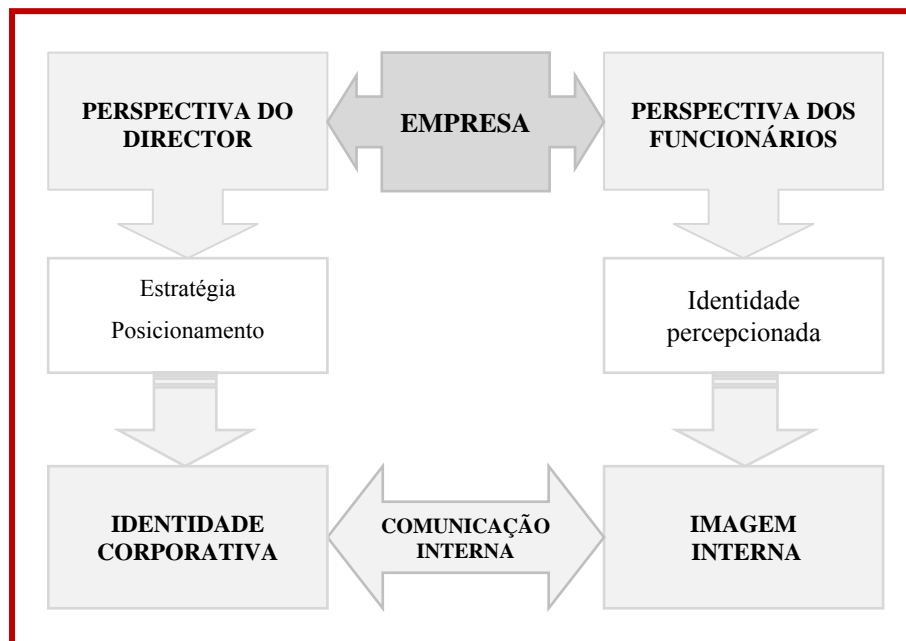 PERSPECTIVA DO
DIRECTOR
EMPRESA
PERSPECTIVA DOS
FUNCIONÁRIOS
Estratégia
Posicionamento
Identidade
percepcionada
IDENTIDADE
CORPORATIVA
COMUNICAÇÃO
INTERNA
IMAGEM
INTERNA